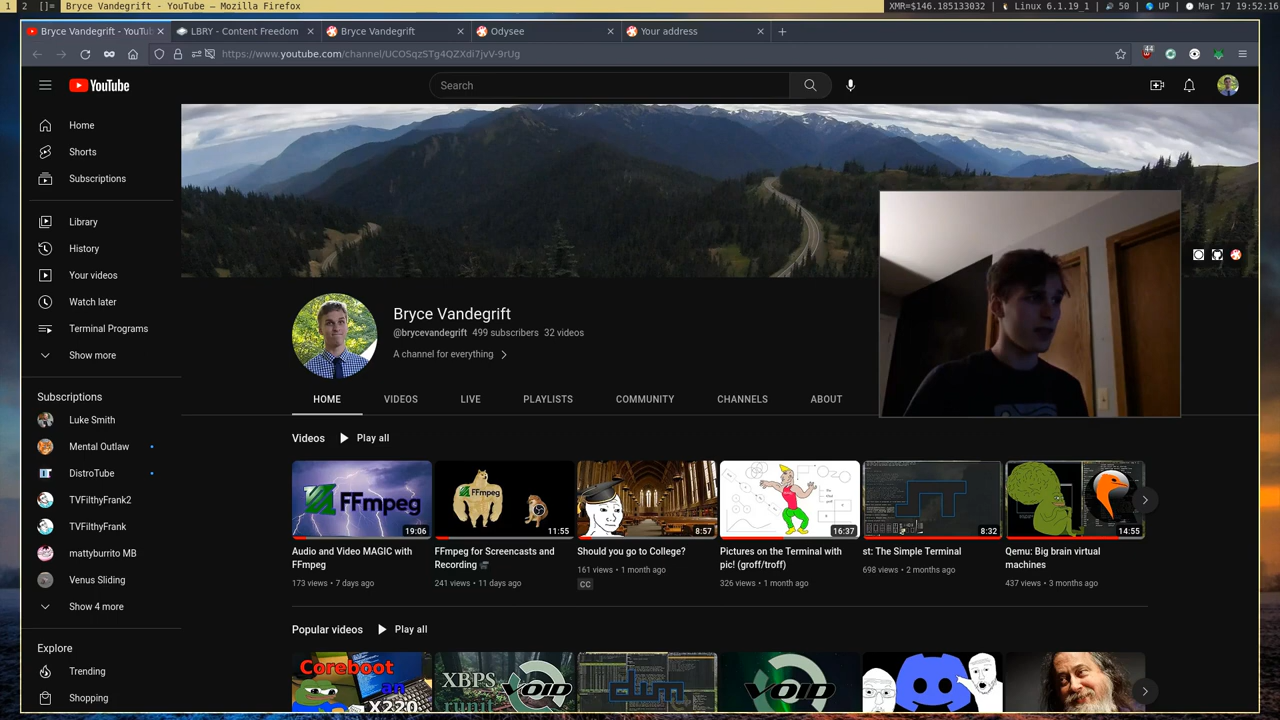 1 2 []= Bryce Vandegrift - YouTube — Mozilla Firefox XMR=$146.185133032 | Linux 6.1.19_1 | 50 | UP | Mar 17 19:52:16
Bryce Vandegrift - YouTub LBRY - Content Freedom Bryce Vandegrift Odysee Your address
https://www.youtube.com/channel/UCOSqzSTg4QZXdi7jvV-9rUg 44
YouTube Search
Home
Shorts
Subscriptions
Library
History
Your videos
Watch later
Terminal Programs
Show more
Subscriptions
Luke Smith
Mental Outlaw
DistroTube
TVFilthyFrank2
TVFilthyFrank
mattyburrito MB
Venus Sliding
Show 4 more
Explore
Trending
Shopping
Bryce Vandegrift
@brycevandegrift 499 subscribers 32 videos
A channel for everything
HOME VIDEOS LIVE PLAYLISTS COMMUNITY CHANNELS ABOUT
Videos Play all
FFmpeg
19:06
Audio and Video MAGIC with
FFmpeg
173 views • 7 days ago
FFmpeg
11:55
FFmpeg for Screencasts and
Recording
241 views • 11 days ago
8:57
Should you go to College?
161 views • 1 month ago
CC
16:37
Pictures on the Terminal with
pic! (groff/troff)
326 views • 1 month ago
8:32
st: The Simple Terminal
698 views • 2 months ago
14:55
Qemu: Big brain virtual
machines
437 views • 3 months ago
Popular videos Play all
Coreboot
an
X220
XBPS
runit
VOID
dwm
VOID